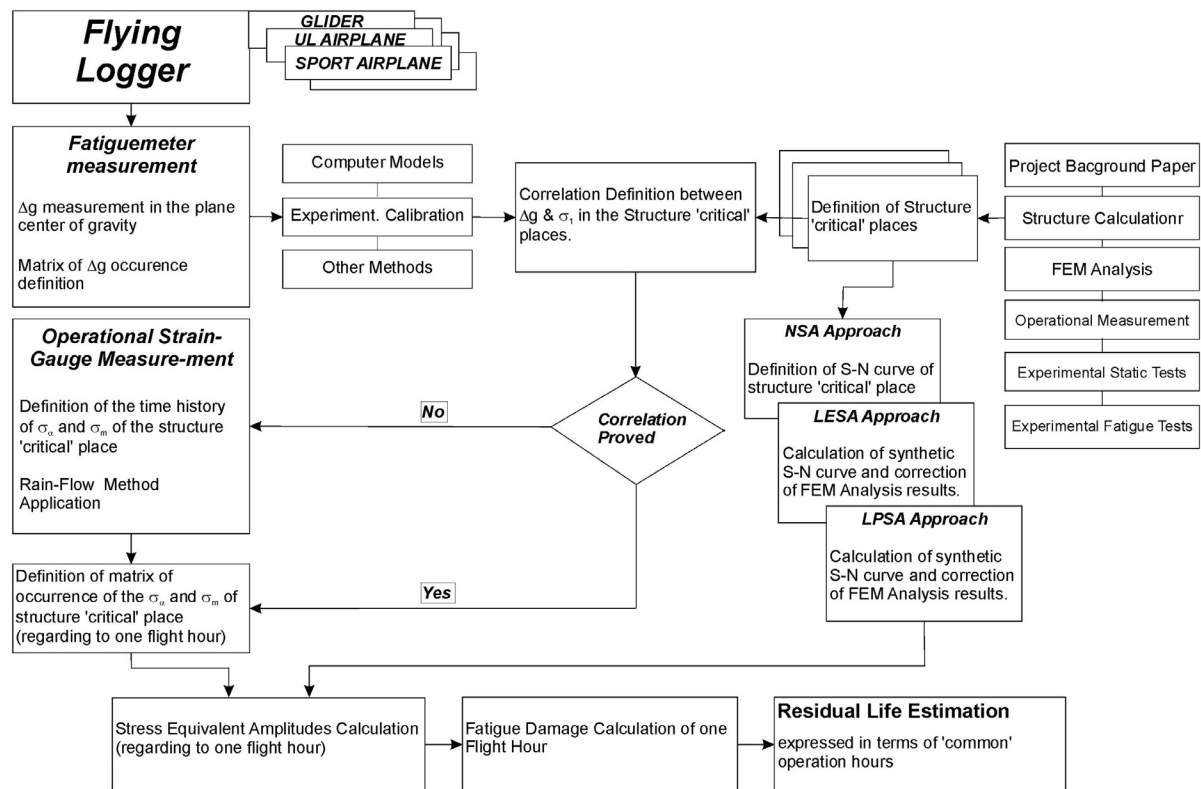 Flying
Logger
GLIDER
UL AIRPLANE
SPORT AIRPLANE
Fatiguemeter
measurement
Δg measurement in the plane
center of gravity
Matrix of Δg occurence
definition
Computer Models
Experiment. Calibration
Other Methods
Correlation Definition between
Δg & σ₁ in the Structure 'critical'
places.
Definition of Structure
'critical' places
Project Bacground Paper
Structure Calculationr
FEM Analysis
Operational Measurement
Experimental Static Tests
Experimental Fatigue Tests
Operational Strain-
Gauge Measure-ment
Definition of the time history
of σα and σm of the structure
'critical' place
Rain-Flow Method
Application
No
Correlation
Proved
Yes
NSA Approach
Definition of S-N curve of
structure 'critical' place
LESA Approach
Calculation of synthetic
S-N curve and correction
of FEM Analysis results.
LPSA Approach
Calculation of synthetic
S-N curve and correction
of FEM Analysis results.
Definition of matrix of
occurrence of the σα and σm of
structure 'critical' place
(regarding to one flight hour)
Stress Equivalent Amplitudes Calculation
(regarding to one flight hour)
Fatigue Damage Calculation of one
Flight Hour
Residual Life Estimation
expressed in terms of 'common'
operation hours